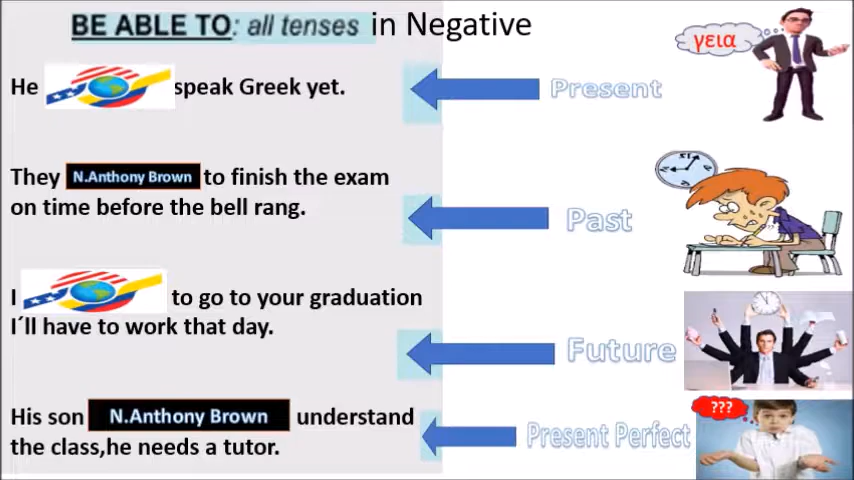 BE ABLE TO: all tenses in Negative
γεια
He speak Greek yet.
Present
They N.Anthony Brown to finish the exam
on time before the bell rang.
Past
I to go to your graduation
I´ll have to work that day.
Future
???
His son N.Anthony Brown understand
the class,he needs a tutor.
Present Perfect